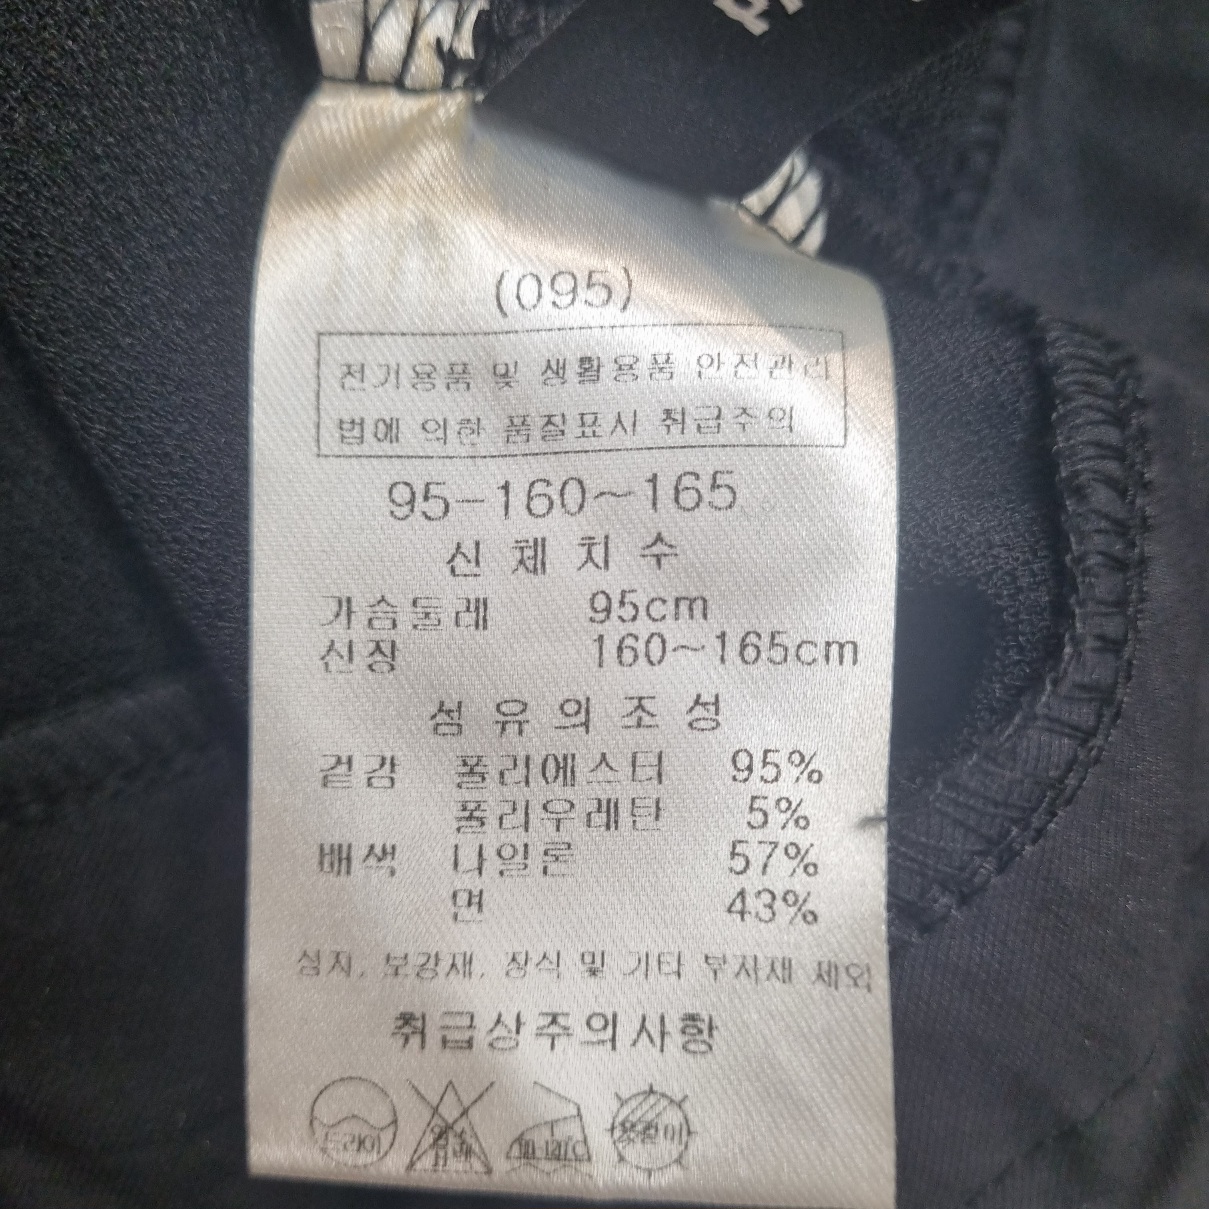 (095)
전기용품 및 생활용품 안전관리
법에 의한 품질표시 취급주의
95-160~165
신 체 치 수
가슴둘레 95cm
신장 160~165cm
섬 유 의 조 성
겉감 폴리에스터 95%
폴리우레탄 5%
배색 나일론 57%
면 43%
심지, 보강재, 장식 및 기타 부자재 제외
취급상주의사항
드라이
옷걸이